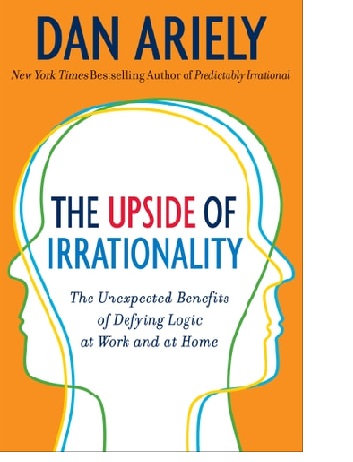 DAN ARIELY
New York Times Bestselling Author of Predictably Irrational
THE UPSIDE OF
IRRATIONALITY
The Unexpected Benefits
of Defying Logic
at Work and at Home